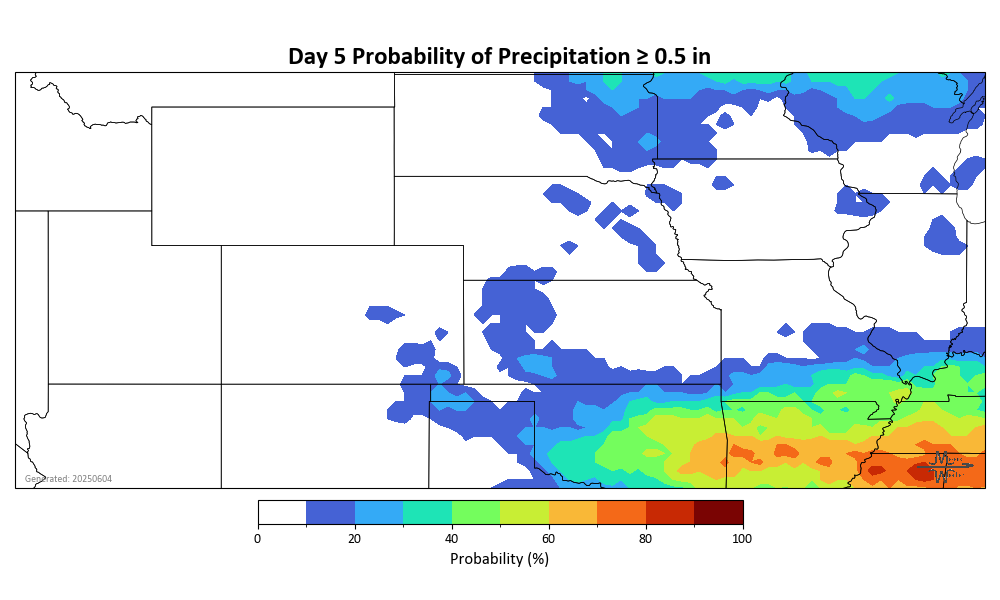 Day 5 Probability of Precipitation ≥ 0.5 in
Generated: 20250604
0 20 40 60 80 100
Probability (%)